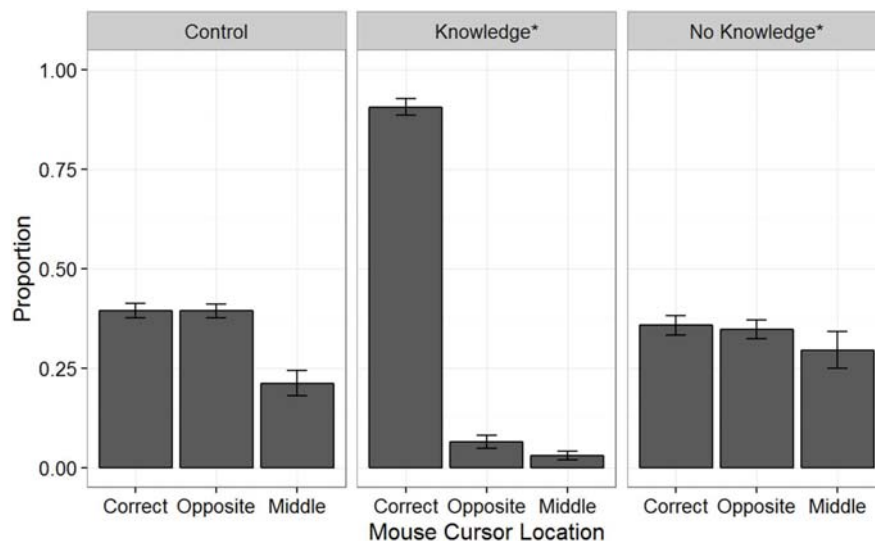 Control Knowledge* No Knowledge*
Proportion
1.00
0.75
0.50
0.25
0.00
Correct Opposite Middle Correct Opposite Middle Correct Opposite Middle
Mouse Cursor Location